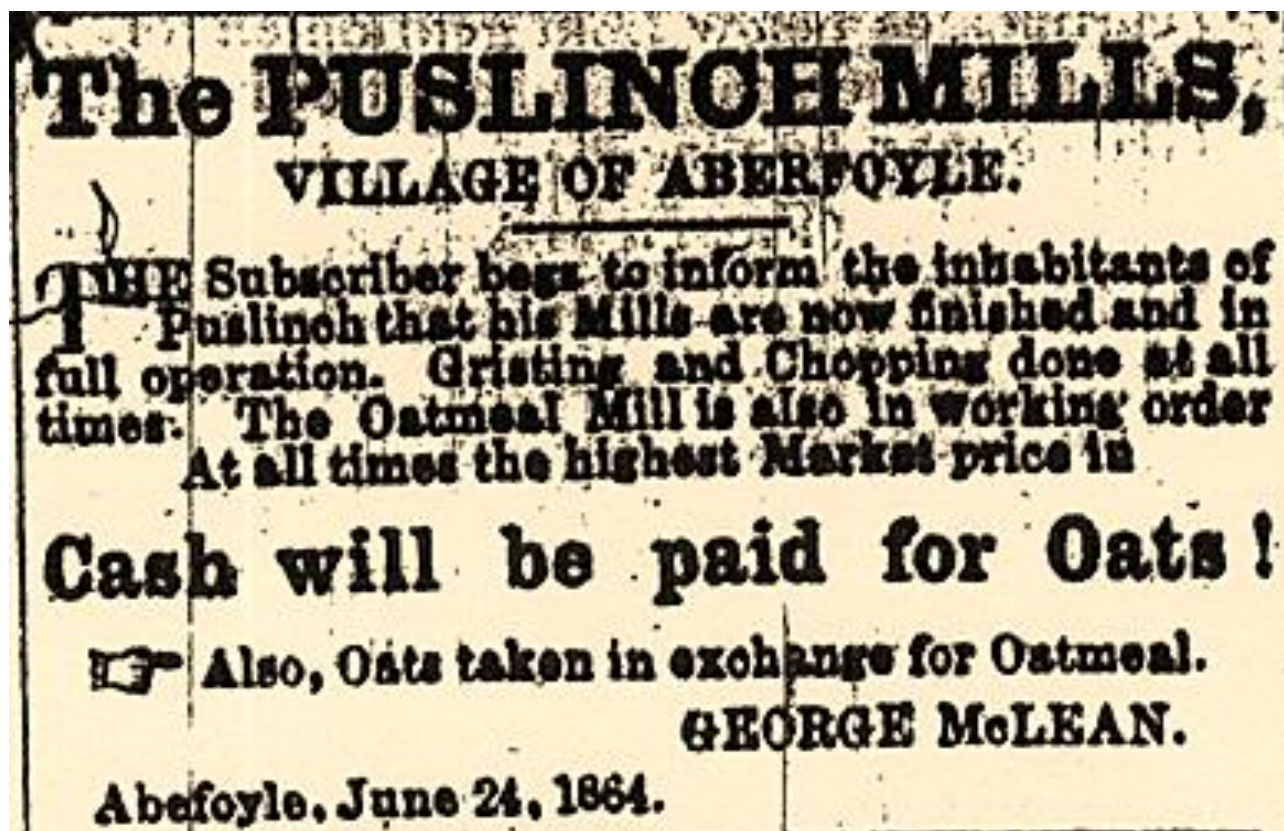 The PUSLINCH MILLS,
VILLAGE OF ABERFOYLE.
THE Subscriber begs to inform the inhabitants of
Puslinch that his Mills are now finished and in
full operation. Gristing and Chopping done at all
times. The Oatmeal Mill is also in working order
At all times the highest Market price in
Cash will be paid for Oats !
Also, Oats taken in exchange for Oatmeal.
GEORGE McLEAN.
Abefoyle, June 24, 1864.